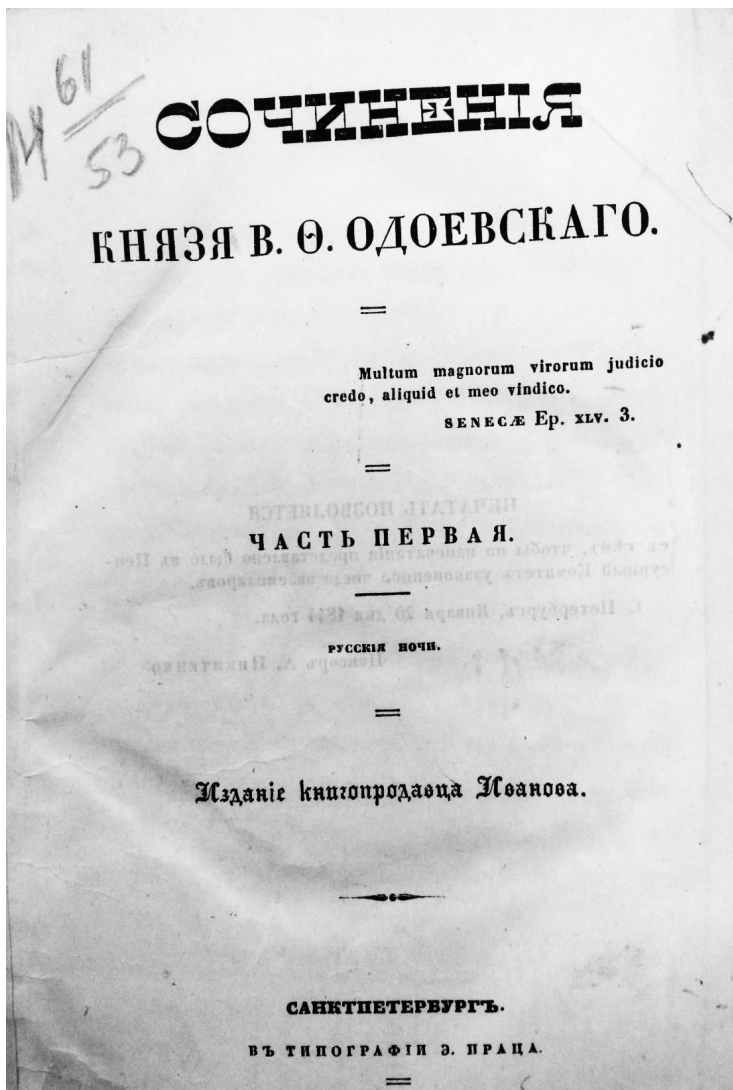 61
53
СОЧИНЕНІЯ
КНЯЗЯ В. Ѳ. ОДОЕВСКАГО.
Multum magnorum virorum judicio
credo, aliquid et meo vindico.
SENECÆ Ep. XLV. 3.
ЧАСТЬ ПЕРВАЯ.
РУССКІЯ НОЧИ.
Изданіе книгопродавца Иванова.
САНКТПЕТЕРБУРГЪ.
ВЪ ТИПОГРАФІИ Э. ПРАЦА.